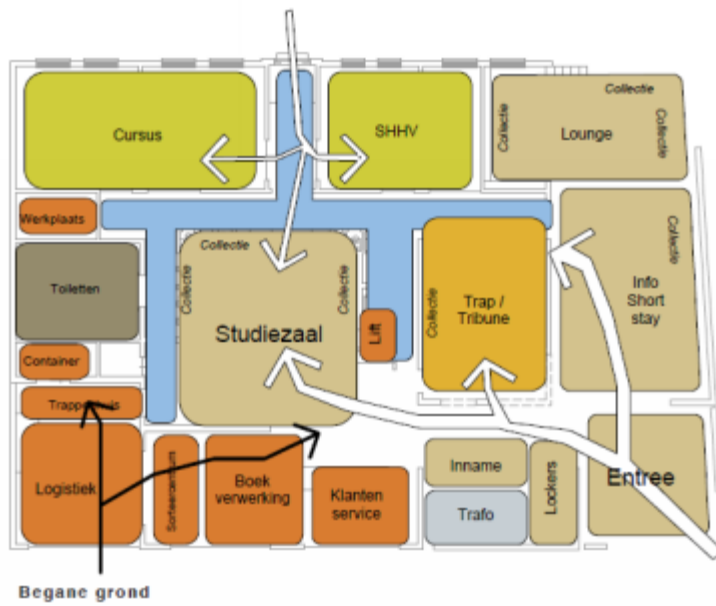 Cursus
SHHV
Collectie
Collectie
Lounge
Collectie
Werkplaats
Collectie
Collectie
Collectie
Toiletten
Studiezaal
Lift
Collectie
Trap /
Tribune
Info
Short
stay
Collectie
Container
Trappenhuis
Logistiek
Sorteercentrum
Boek
verwerking
Klanten
service
Inname
Trafo
Lockers
Entree
Begane grond